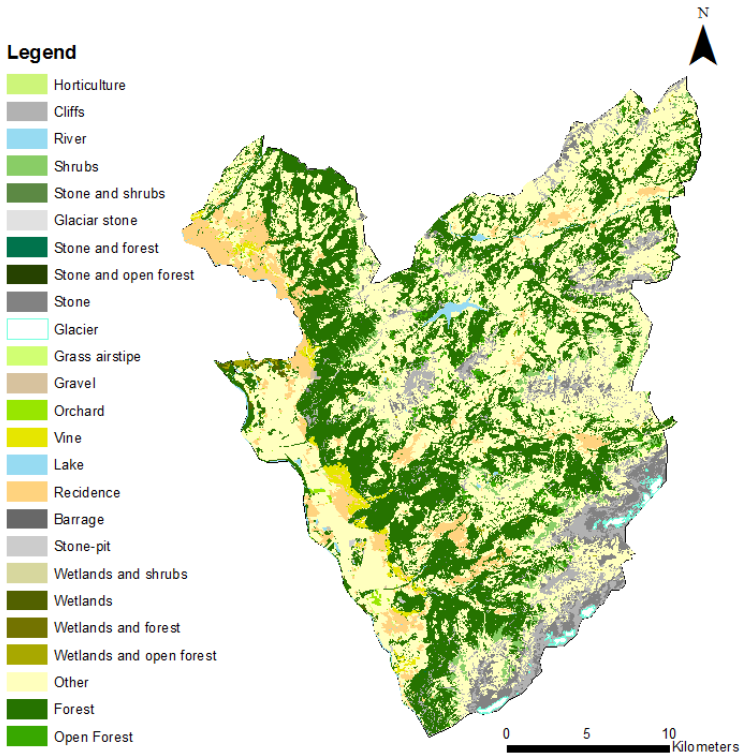 N
Legend
Horticulture
Cliffs
River
Shrubs
Stone and shrubs
Glaciar stone
Stone and forest
Stone and open forest
Stone
Glacier
Grass airstipe
Gravel
Orchard
Vine
Lake
Recidence
Barrage
Stone-pit
Wetlands and shrubs
Wetlands
Wetlands and forest
Wetlands and open forest
Other
Forest
Open Forest
0 5 10
Kilometers